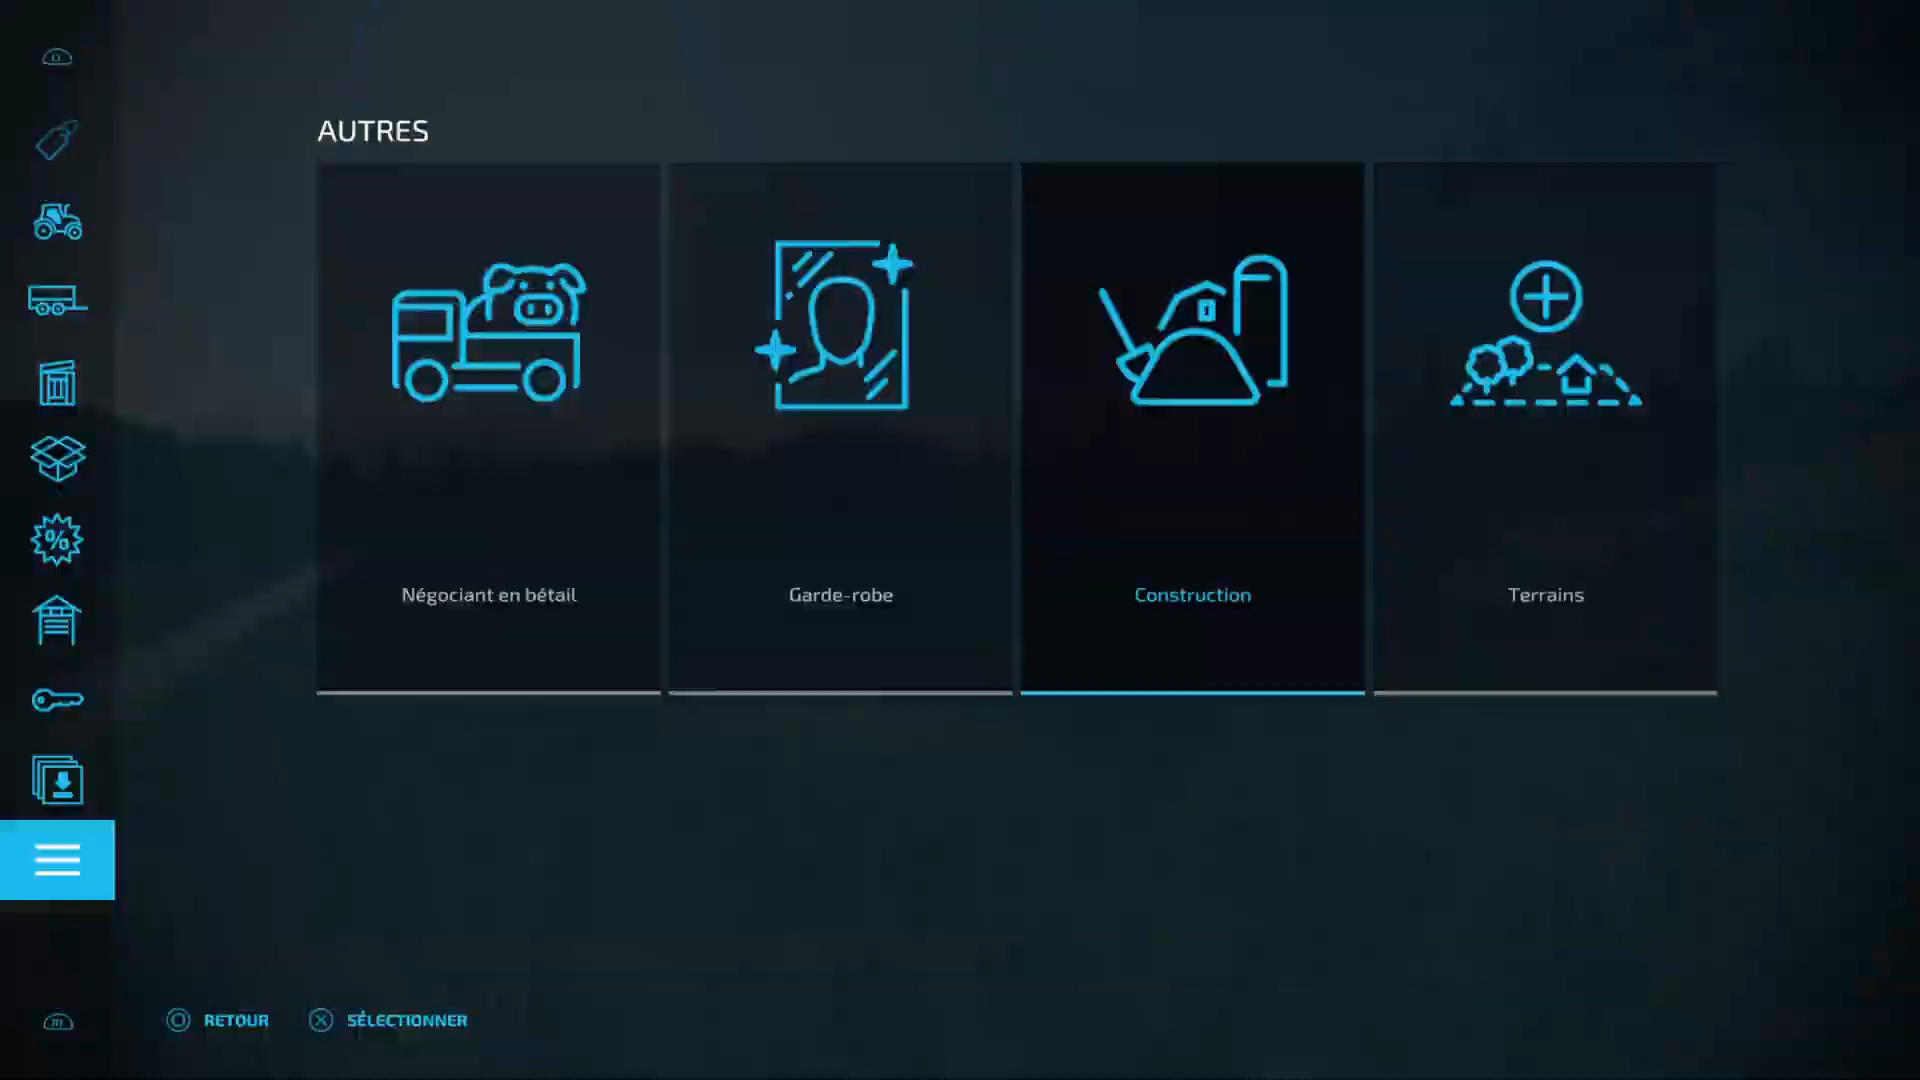 AUTRES
Négociant en bétail
Garde-robe
Construction
Terrains
RETOUR
SÉLECTIONNER